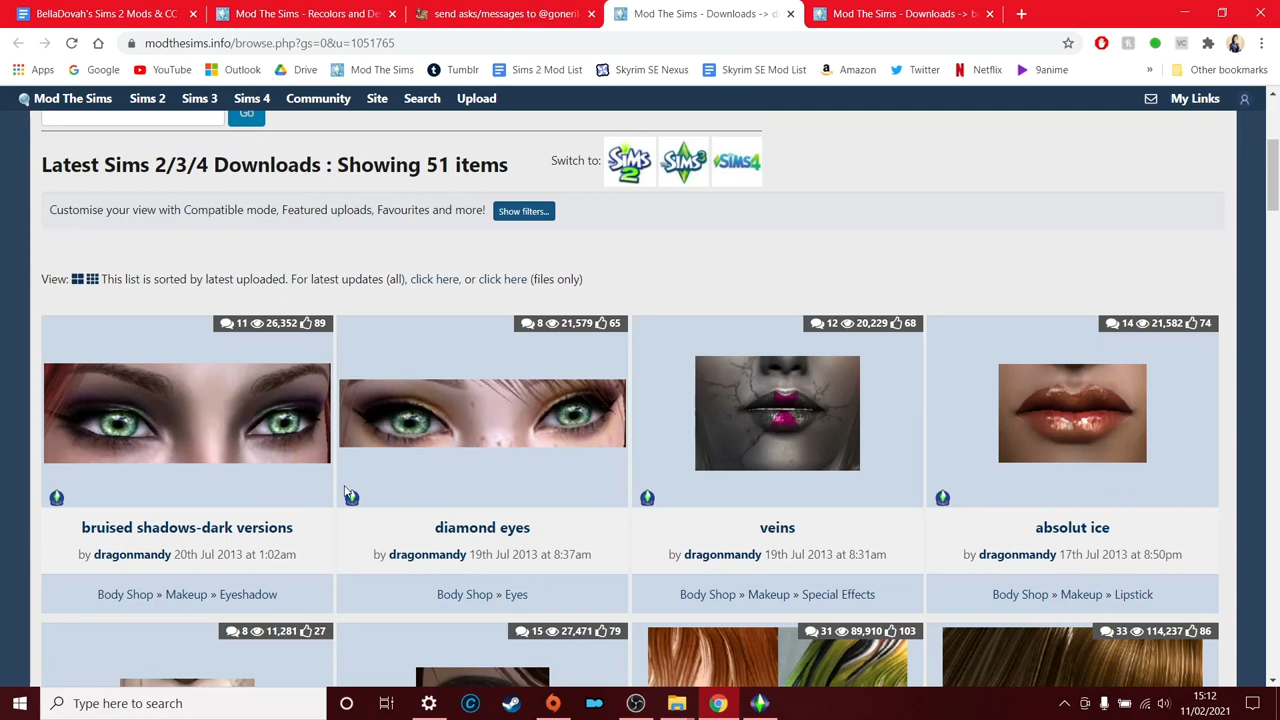 BellaDovah's Sims 2 Mods & CC
Mod The Sims - Recolors and De
send asks/messages to @goneril
Mod The Sims - Downloads -> d
Mod The Sims - Downloads -> b
modthesims.info/browse.php?gs=0&u=1051765
Apps Google YouTube Outlook Drive Mod The Sims Tumblr Sims 2 Mod List Skyrim SE Nexus Skyrim SE Mod List Amazon Twitter Netflix 9anime » Other bookmarks
Mod The Sims Sims 2 Sims 3 Sims 4 Community Site Search Upload My Links
Go
Latest Sims 2/3/4 Downloads : Showing 51 items
Switch to: SIMS 2 SIMS 3 SIMS4
Customise your view with Compatible mode, Featured uploads, Favourites and more! Show filters...
View: This list is sorted by latest uploaded. For latest updates (all), click here, or click here (files only)
11 26,352 89
8 21,579 65
12 20,229 68
14 21,582 74
bruised shadows-dark versions
by dragonmandy 20th Jul 2013 at 1:02am
Body Shop » Makeup » Eyeshadow
diamond eyes
by dragonmandy 19th Jul 2013 at 8:37am
Body Shop » Eyes
veins
by dragonmandy 19th Jul 2013 at 8:31am
Body Shop » Makeup » Special Effects
absolut ice
by dragonmandy 17th Jul 2013 at 8:50pm
Body Shop » Makeup » Lipstick
8 11,281 27
15 27,471 79
31 89,910 103
33 114,237 86
Type here to search
15:12
11/02/2021